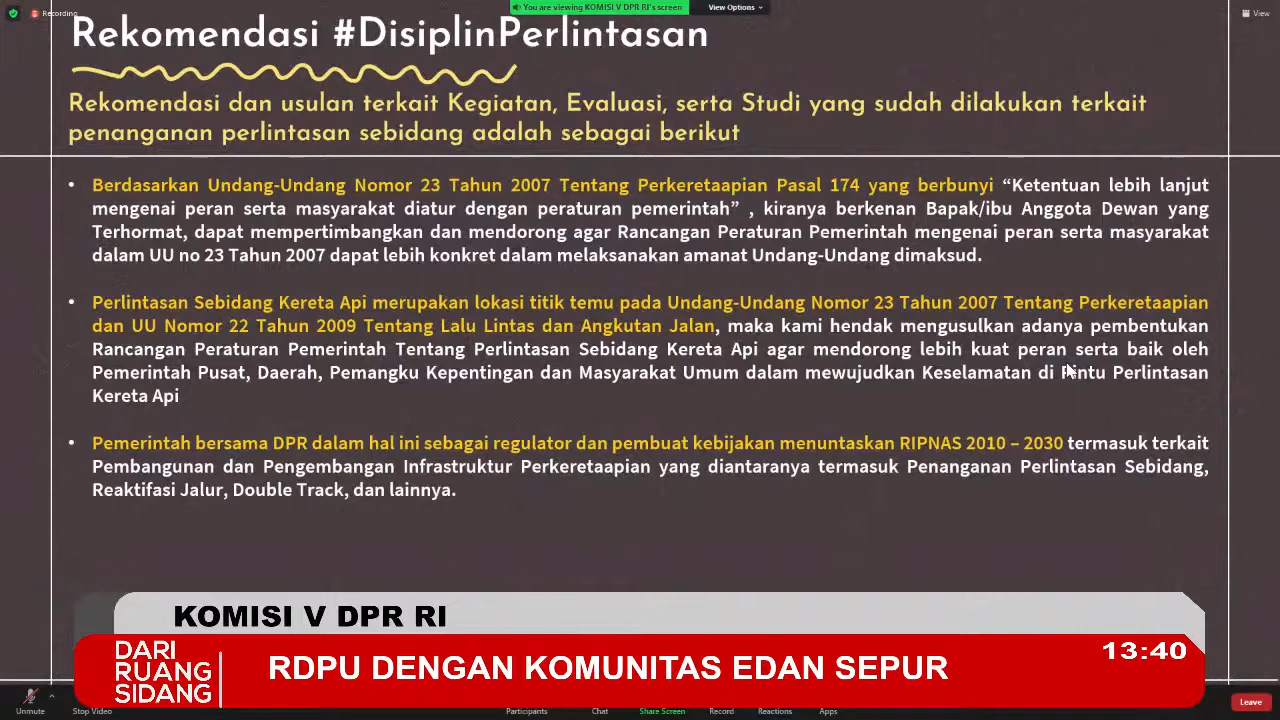 Recording
You are viewing KOMISI V DPR RI's screen
View Options
View
Rekomendasi #DisiplinPerlintasan
Rekomendasi dan usulan terkait Kegiatan, Evaluasi, serta Studi yang sudah dilakukan terkait
penanganan perlintasan sebidang adalah sebagai berikut
• Berdasarkan Undang-Undang Nomor 23 Tahun 2007 Tentang Perkeretaapian Pasal 174 yang berbunyi “Ketentuan lebih lanjut
mengenai peran serta masyarakat diatur dengan peraturan pemerintah” , kiranya berkenan Bapak/ibu Anggota Dewan yang
Terhormat, dapat mempertimbangkan dan mendorong agar Rancangan Peraturan Pemerintah mengenai peran serta masyarakat
dalam UU no 23 Tahun 2007 dapat lebih konkret dalam melaksanakan amanat Undang-Undang dimaksud.
• Perlintasan Sebidang Kereta Api merupakan lokasi titik temu pada Undang-Undang Nomor 23 Tahun 2007 Tentang Perkeretaapian
dan UU Nomor 22 Tahun 2009 Tentang Lalu Lintas dan Angkutan Jalan, maka kami hendak mengusulkan adanya pembentukan
Rancangan Peraturan Pemerintah Tentang Perlintasan Sebidang Kereta Api agar mendorong lebih kuat peran serta baik oleh
Pemerintah Pusat, Daerah, Pemangku Kepentingan dan Masyarakat Umum dalam mewujudkan Keselamatan di Pintu Perlintasan
Kereta Api
• Pemerintah bersama DPR dalam hal ini sebagai regulator dan pembuat kebijakan menuntaskan RIPNAS 2010 – 2030 termasuk terkait
Pembangunan dan Pengembangan Infrastruktur Perkeretaapian yang diantaranya termasuk Penanganan Perlintasan Sebidang,
Reaktifasi Jalur, Double Track, dan lainnya.
KOMISI V DPR RI
DARI
RUANG
SIDANG
RDPU DENGAN KOMUNITAS EDAN SEPUR
13:40
Unmute
Stop Video
Participants
Chat
Share Screen
Record
Reactions
Apps
Leave